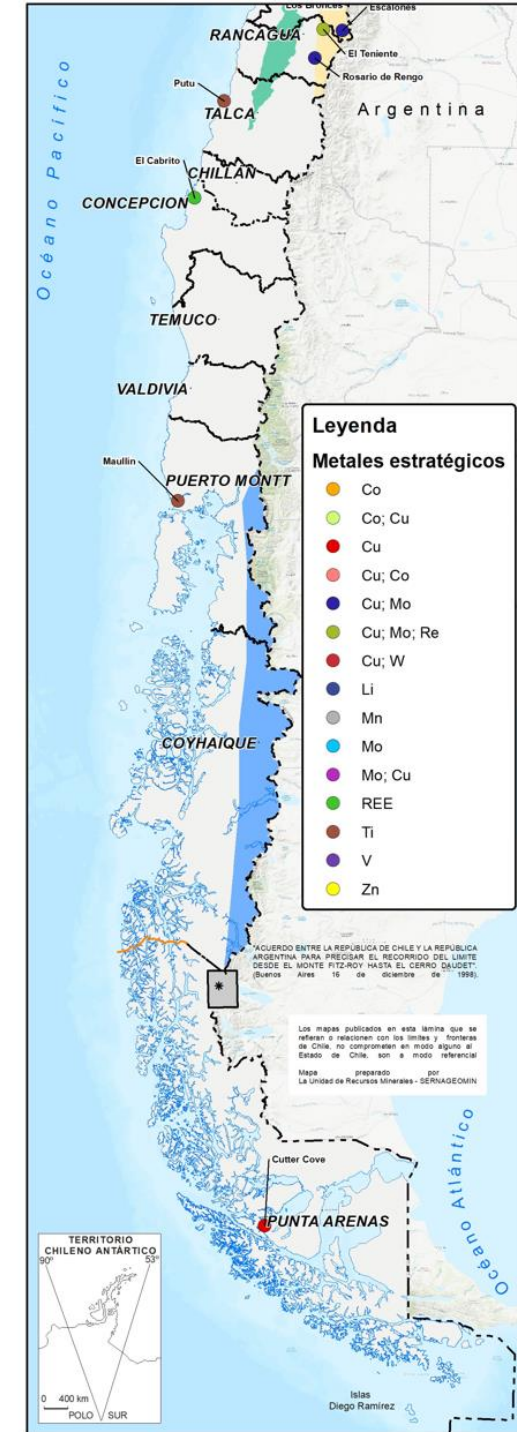 Los Bronces
Escalones
RANCAGUA
El Teniente
Rosario de Rengo
Putu
TALCA
Argentina
Océano Pacífico
El Cabrito
CHILLÁN
CONCEPCION
TEMUCO
VALDIVIA
Maullin
PUERTO MONTT
COYHAIQUE
Leyenda
Metales estratégicos
Co
Co; Cu
Cu
Cu; Co
Cu; Mo
Cu; Mo; Re
Cu; W
Li
Mn
Mo
Mo; Cu
REE
Ti
V
Zn
"ACUERDO ENTRE LA REPÚBLICA DE CHILE Y LA REPÚBLICA
ARGENTINA PARA PRECISAR EL RECORRIDO DEL LIMITE
DESDE EL MONTE FITZ-ROY HASTA EL CERRO DAUDET".
(Buenos Aires 16 de diciembre de 1998).
Los mapas publicados en esta lámina que se
refieran o relacionen con los límites y fronteras
de Chile, no comprometen en modo alguno al
Estado de Chile, son a modo referencial
Mapa preparado por
La Unidad de Recursos Minerales - SERNAGEOMIN
Océano Atlántico
Cutter Cove
PUNTA ARENAS
TERRITORIO
CHILENO ANTÁRTICO
90° 53°
0 400 km
POLO SUR
Islas
Diego Ramírez